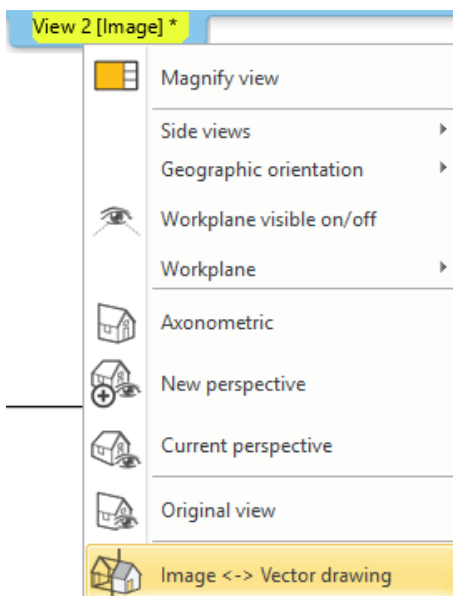 View 2 [Image] *
Magnify view
Side views
Geographic orientation
Workplane visible on/off
Workplane
Axonometric
New perspective
Current perspective
Original view
Image <-> Vector drawing